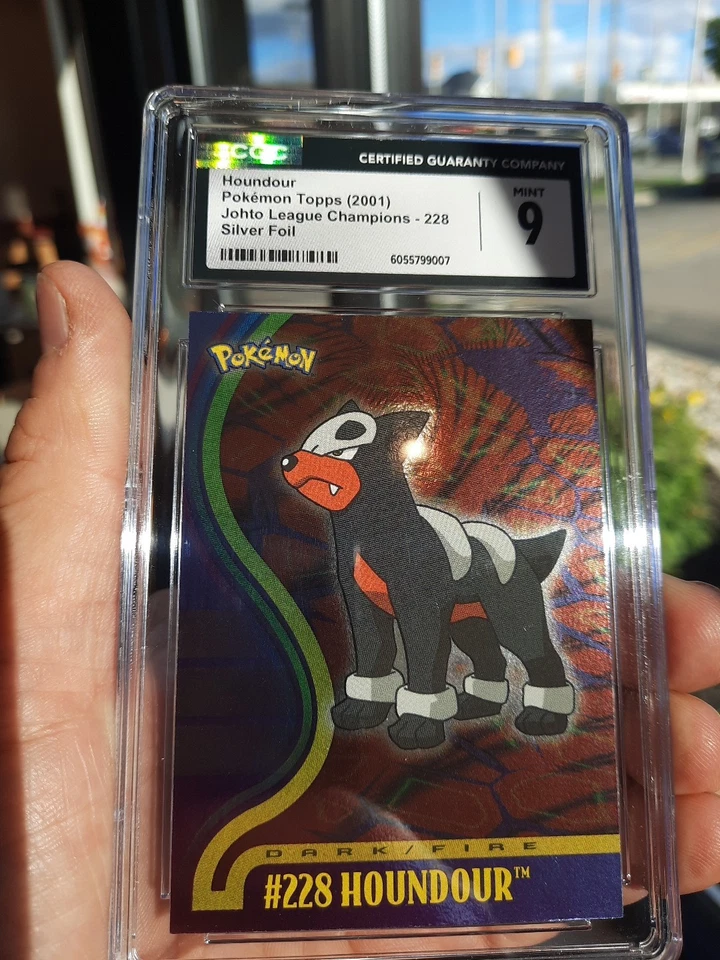 CGC
CERTIFIED GUARANTY COMPANY
Houndour
Pokémon Topps (2001)
Johto League Champions - 228
Silver Foil
MINT
9
6055799007
POKéMON
DARK/FIRE
#228 HOUNDOUR™